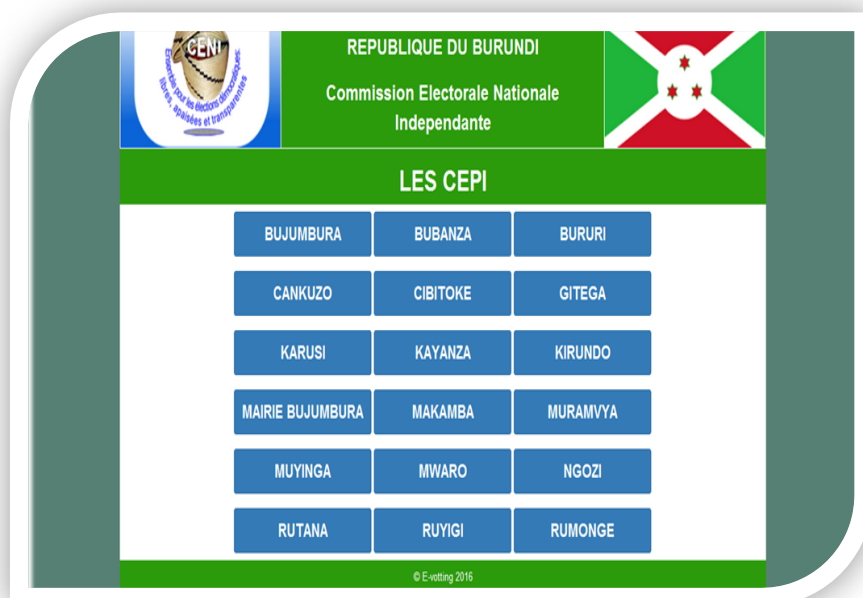 CENI
Ensemble pour les élections démocratiques:
libres, apaisées et transparentes
REPUBLIQUE DU BURUNDI
Commission Electorale Nationale
Independante
LES CEPI
BUJUMBURA BUBANZA BURURI
CANKUZO CIBITOKE GITEGA
KARUSI KAYANZA KIRUNDO
MAIRIE BUJUMBURA MAKAMBA MURAMVYA
MUYINGA MWARO NGOZI
RUTANA RUYIGI RUMONGE
© E-votting 2016